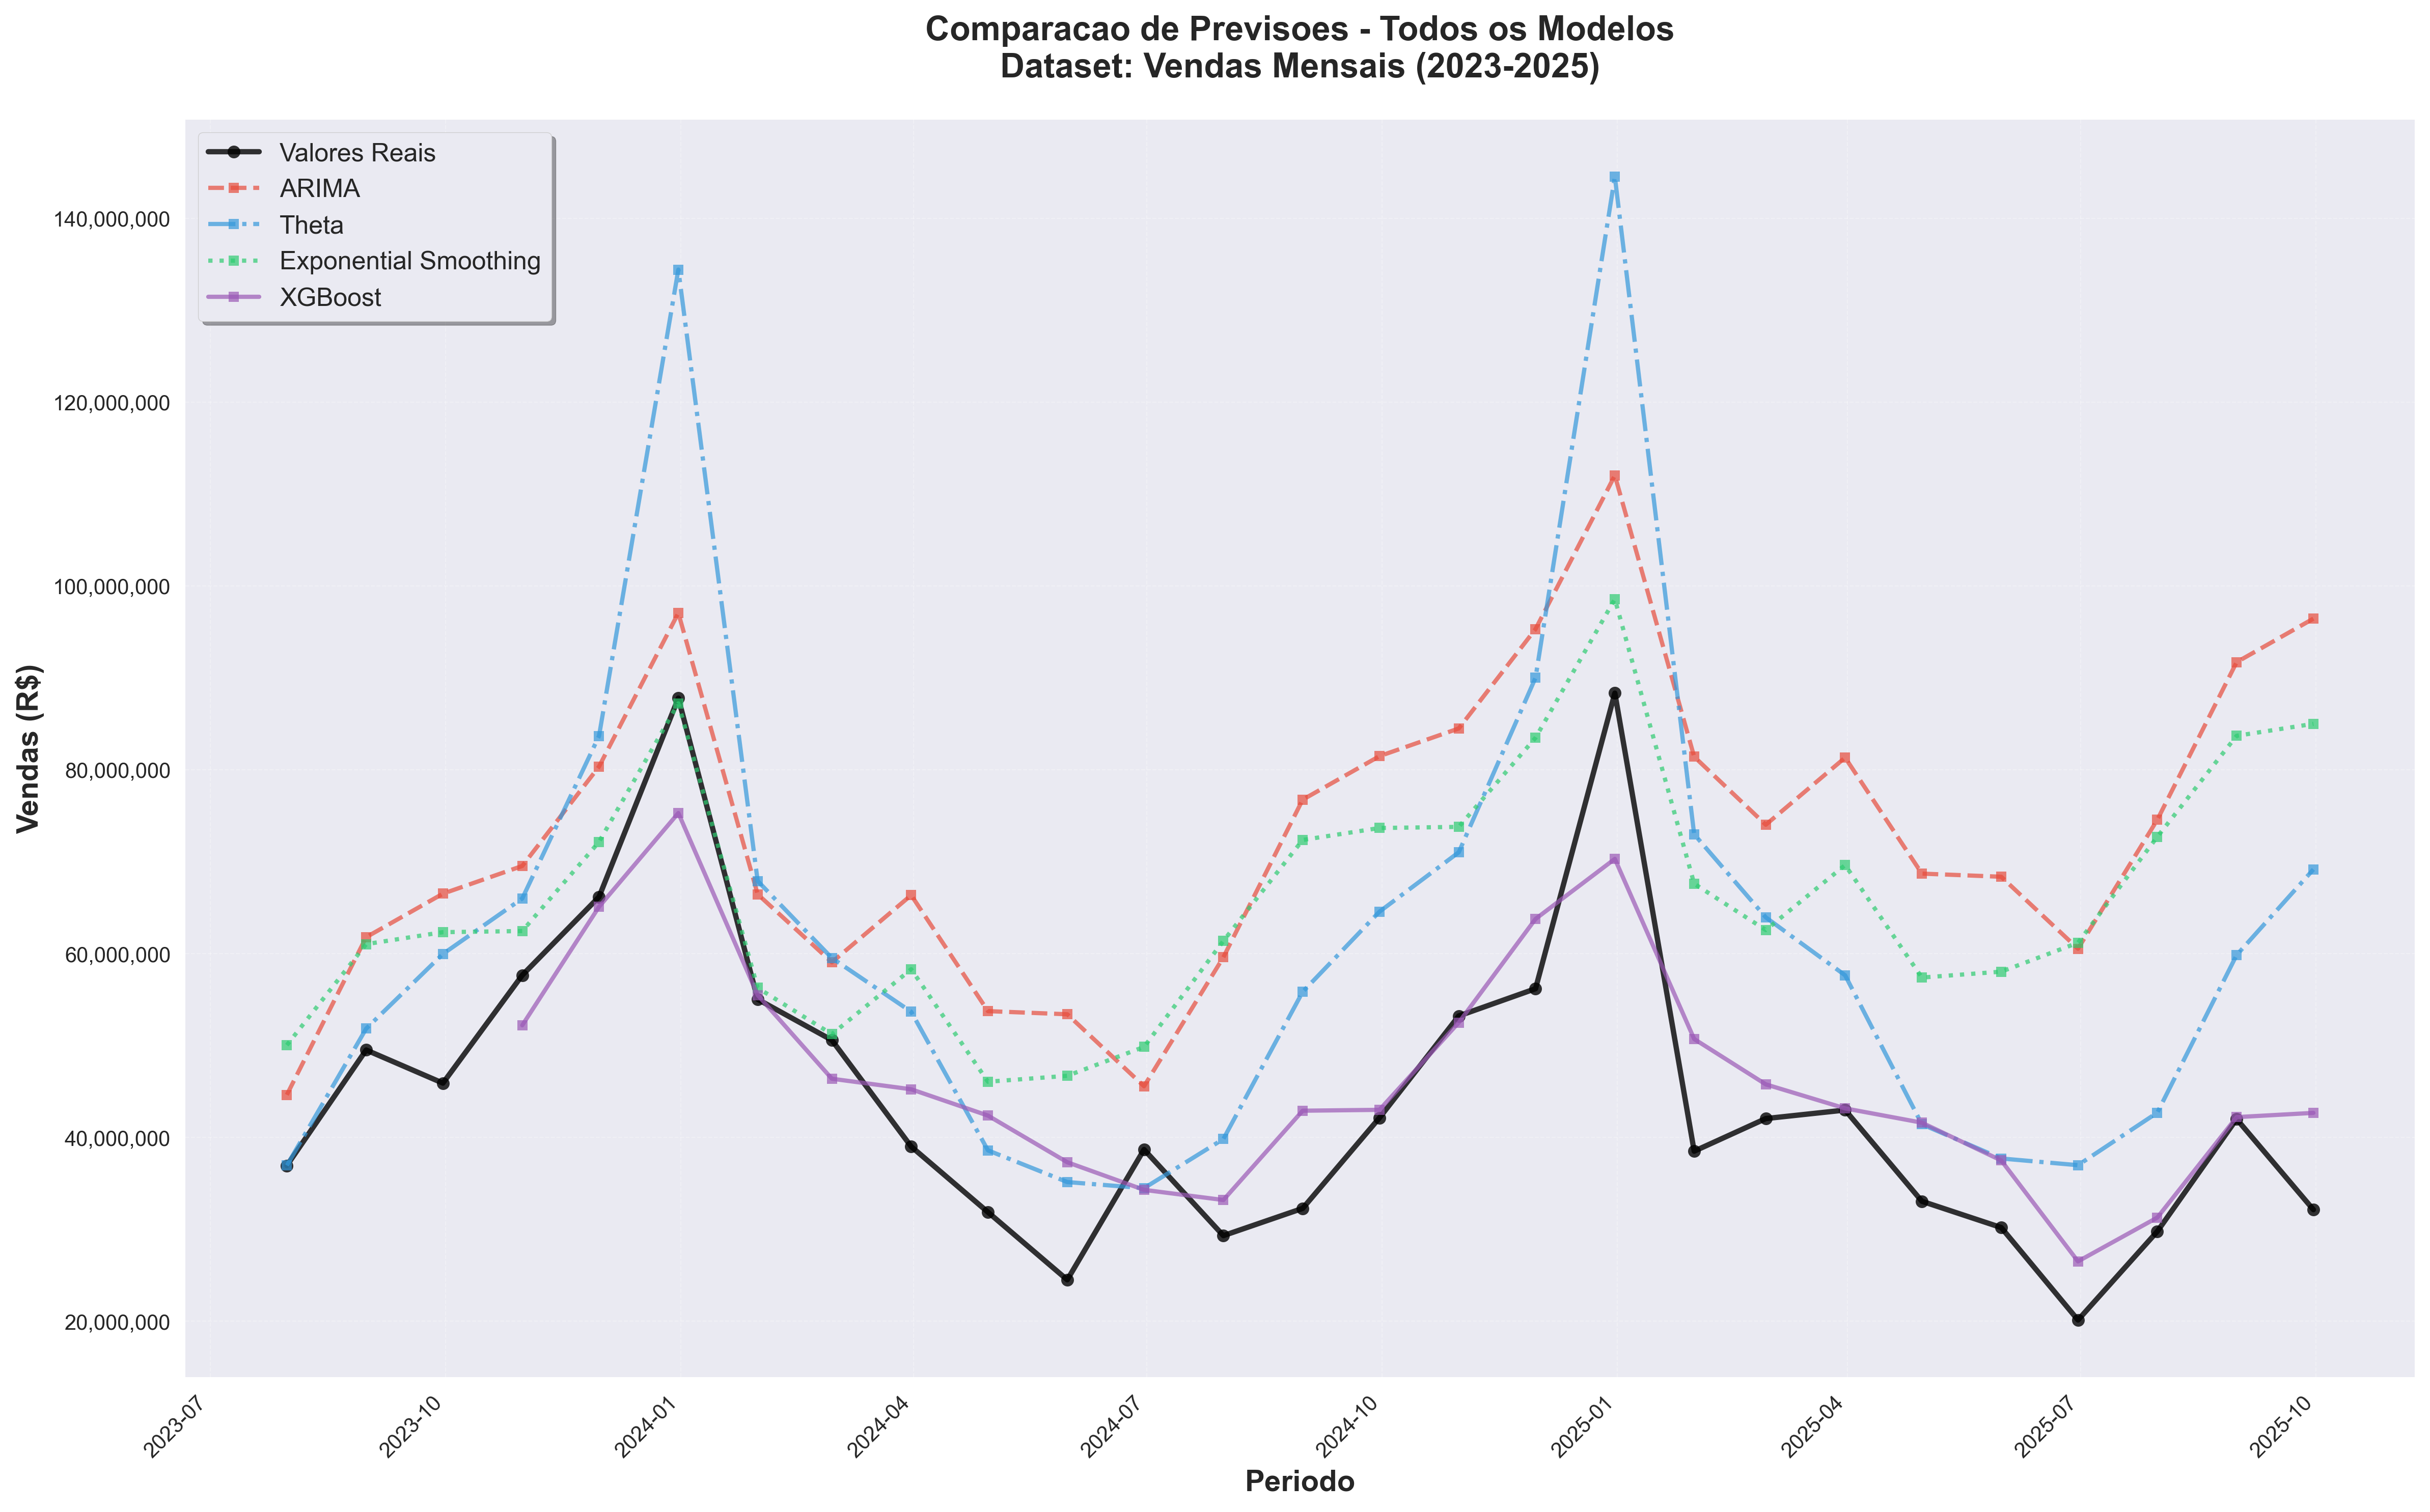 Comparacao de Previsoes - Todos os Modelos
Dataset: Vendas Mensais (2023-2025)
Valores Reais
ARIMA
Theta
Exponential Smoothing
XGBoost
Vendas (R$)
140,000,000
120,000,000
100,000,000
80,000,000
60,000,000
40,000,000
20,000,000
2023-07
2023-10
2024-01
2024-04
2024-07
2024-10
2025-01
2025-04
2025-07
2025-10
Periodo